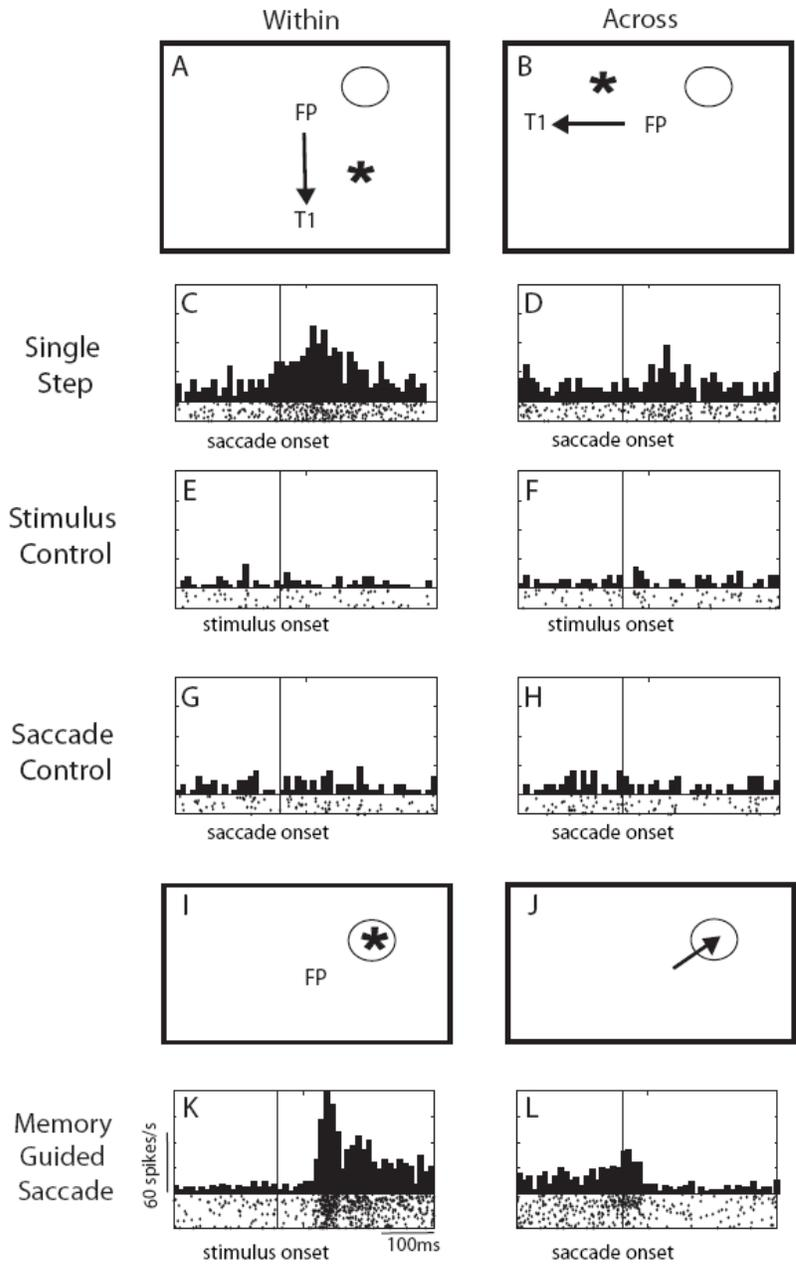 Within Across
A B
FP
T1 FP
T1
C D
Single
Step
saccade onset saccade onset
E F
Stimulus
Control
stimulus onset stimulus onset
G H
Saccade
Control
saccade onset saccade onset
I J
FP
K L
Memory
Guided
Saccade
60 spikes/s
100ms
stimulus onset saccade onset